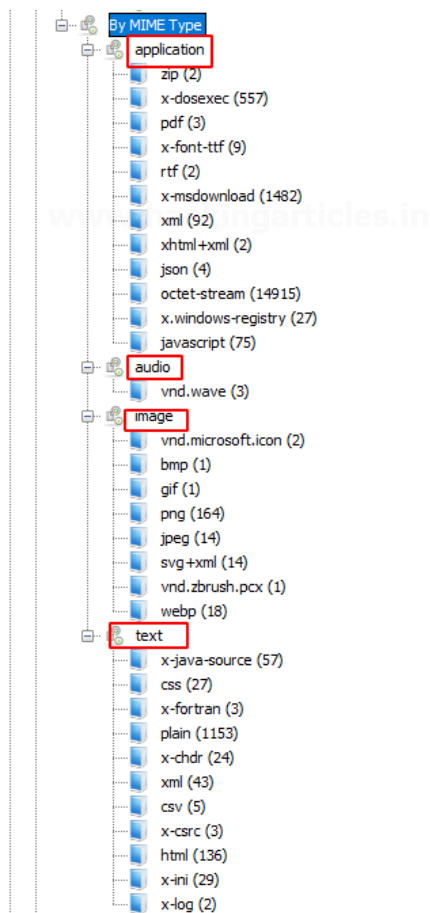 By MIME Type
application
zip (2)
x-dosexec (557)
pdf (3)
x-font-ttf (9)
rtf (2)
x-msdownload (1482)
xml (92)
xhtml+xml (2)
json (4)
octet-stream (14915)
x.windows-registry (27)
javascript (75)
audio
vnd.wave (3)
image
vnd.microsoft.icon (2)
bmp (1)
gif (1)
png (164)
jpeg (14)
svg+xml (14)
vnd.zbrush.pcx (1)
webp (18)
text
x-java-source (57)
css (27)
x-fortran (3)
plain (1153)
x-chdr (24)
xml (43)
csv (5)
x-csrc (3)
html (136)
x-ini (29)
x-log (2)